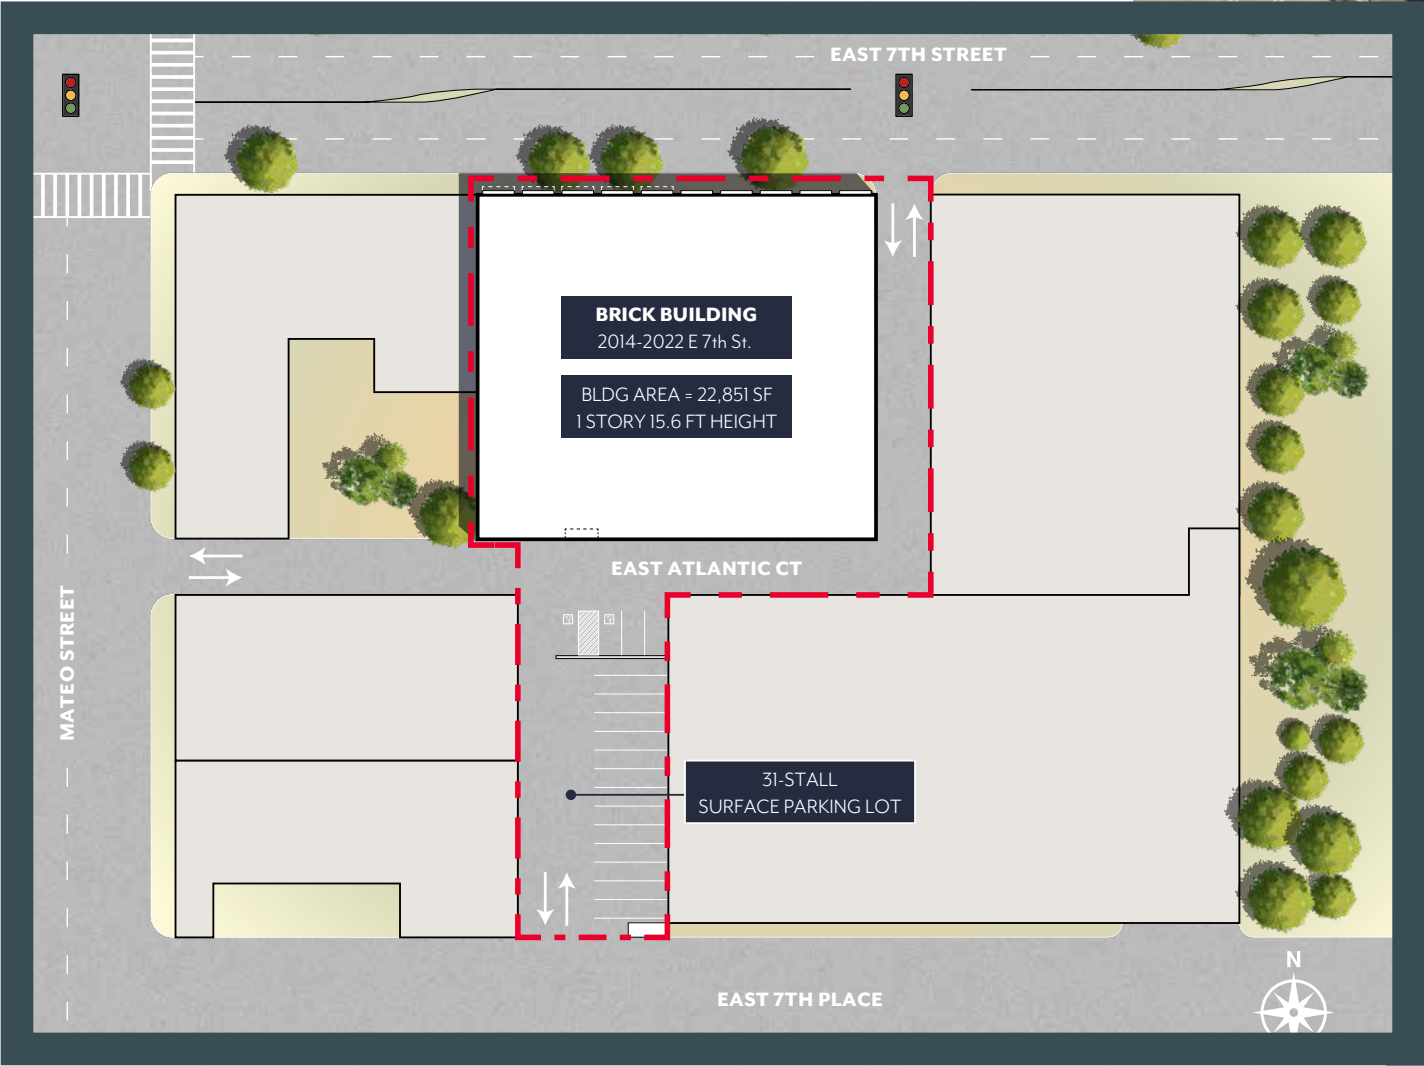 EAST 7TH STREET
BRICK BUILDING
2014-2022 E 7th St.
BLDG AREA = 22,851 SF
1 STORY 15.6 FT HEIGHT
EAST ATLANTIC CT
MATEO STREET
31-STALL
SURFACE PARKING LOT
N
EAST 7TH PLACE